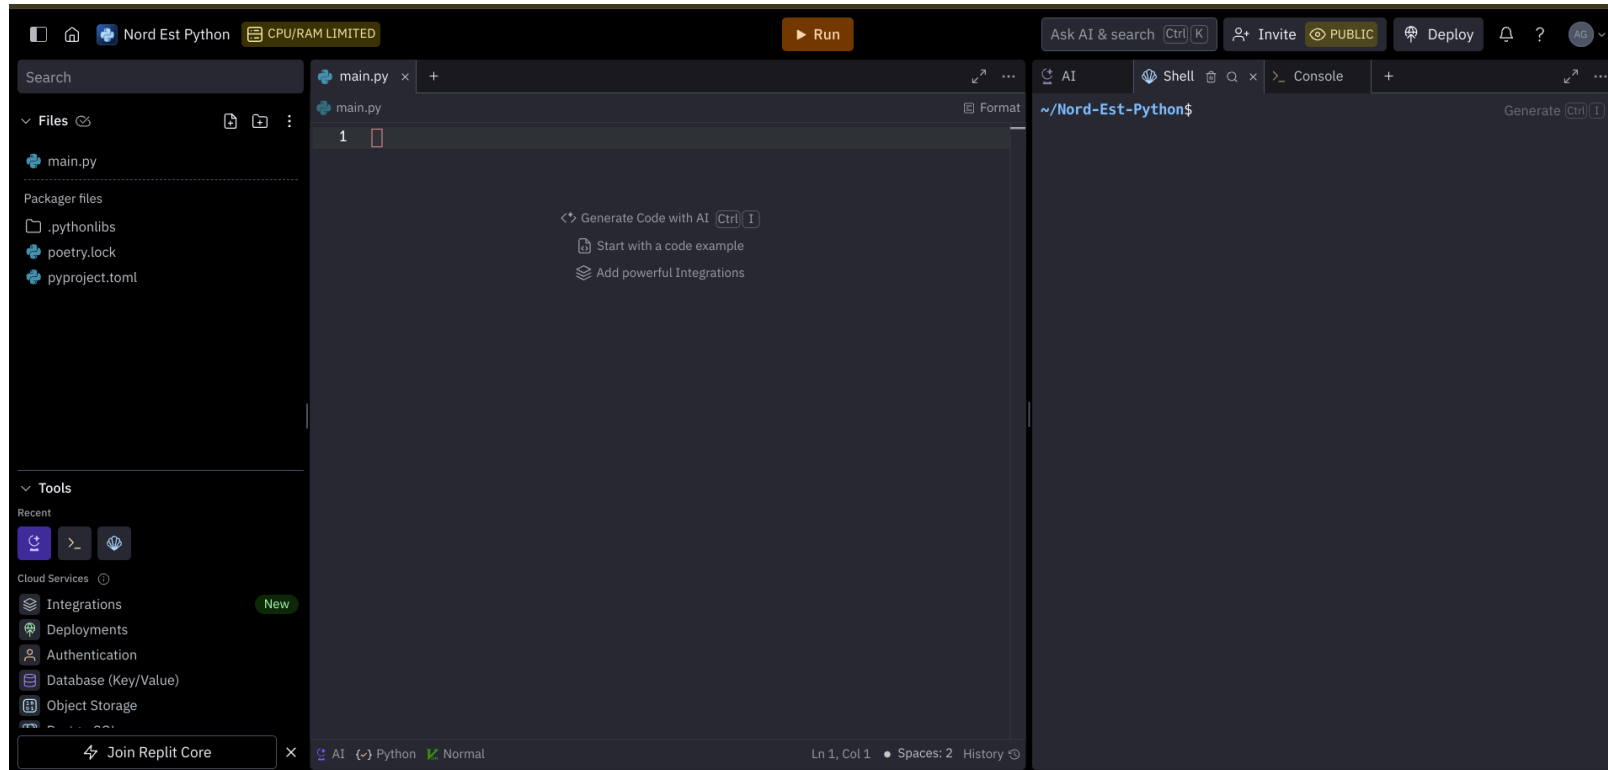 Nord Est Python CPU/RAM LIMITED Run Ask AI & search Ctrl K Invite PUBLIC Deploy ? AG
Search
Files
main.py
Packager files
.pythonlibs
poetry.lock
pyproject.toml
Tools
Recent
Cloud Services
Integrations New
Deployments
Authentication
Database (Key/Value)
Object Storage
Join Replit Core ×
main.py × +
main.py Format
1
Generate Code with AI Ctrl I
Start with a code example
Add powerful Integrations
AI Python Normal Ln 1, Col 1 Spaces: 2 History
AI Shell × Console +
~/Nord-Est-Python$ Generate Ctrl I